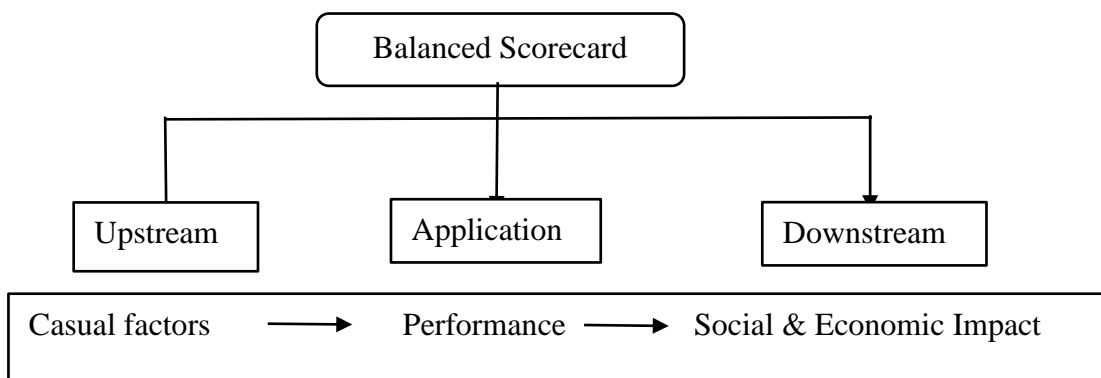 Balanced Scorecard
Upstream Application Downstream
Casual factors Performance Social & Economic Impact